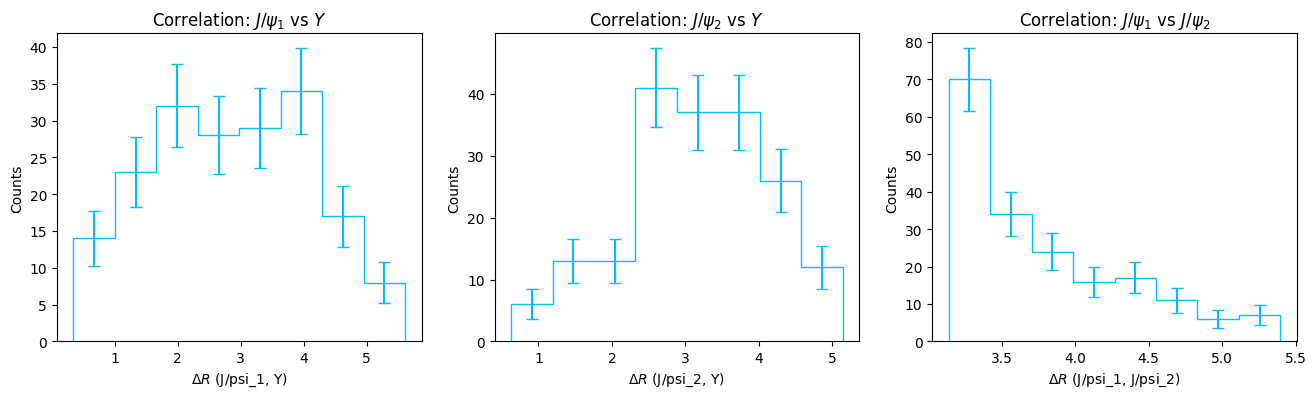 Correlation: J/ψ₁ vs Y
40
35
30
25
20
15
10
5
0
Counts
1 2 3 4 5
ΔR (J/psi_1, Y)
Correlation: J/ψ₂ vs Y
40
30
20
10
0
Counts
1 2 3 4 5
ΔR (J/psi_2, Y)
Correlation: J/ψ₁ vs J/ψ₂
80
70
60
50
40
30
20
10
0
Counts
3.5 4.0 4.5 5.0 5.5
ΔR (J/psi_1, J/psi_2)